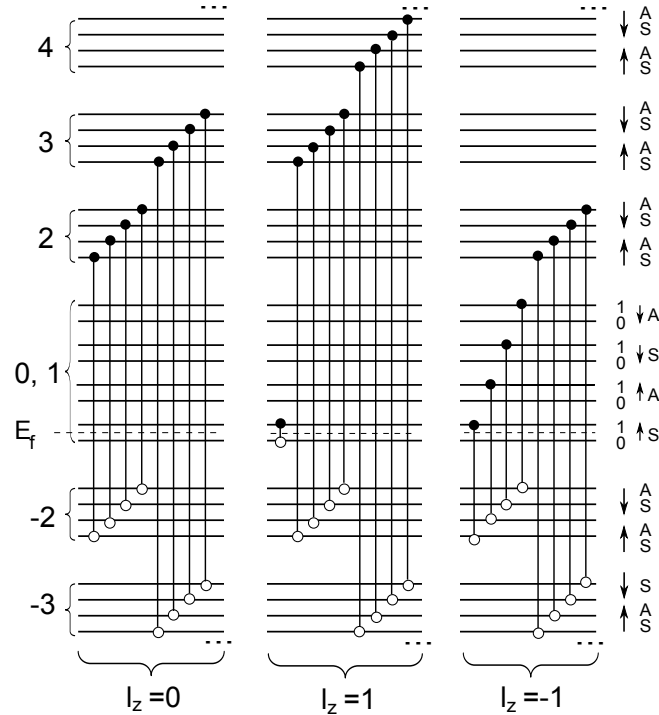 ... ... ...
4 ↓ A
S
↑ A
S
3 ↓ A
S
↑ A
S
2 ↓ A
S
↑ A
S
0, 1
1
0 ↓ A
1
0 ↓ S
1
0 ↑ A
E_f
1
0 ↑ S
-2 ↓ A
S
↑ A
S
-3 ↓ S
↑ A
S
... ... ...
l_z =0 l_z =1 l_z =-1